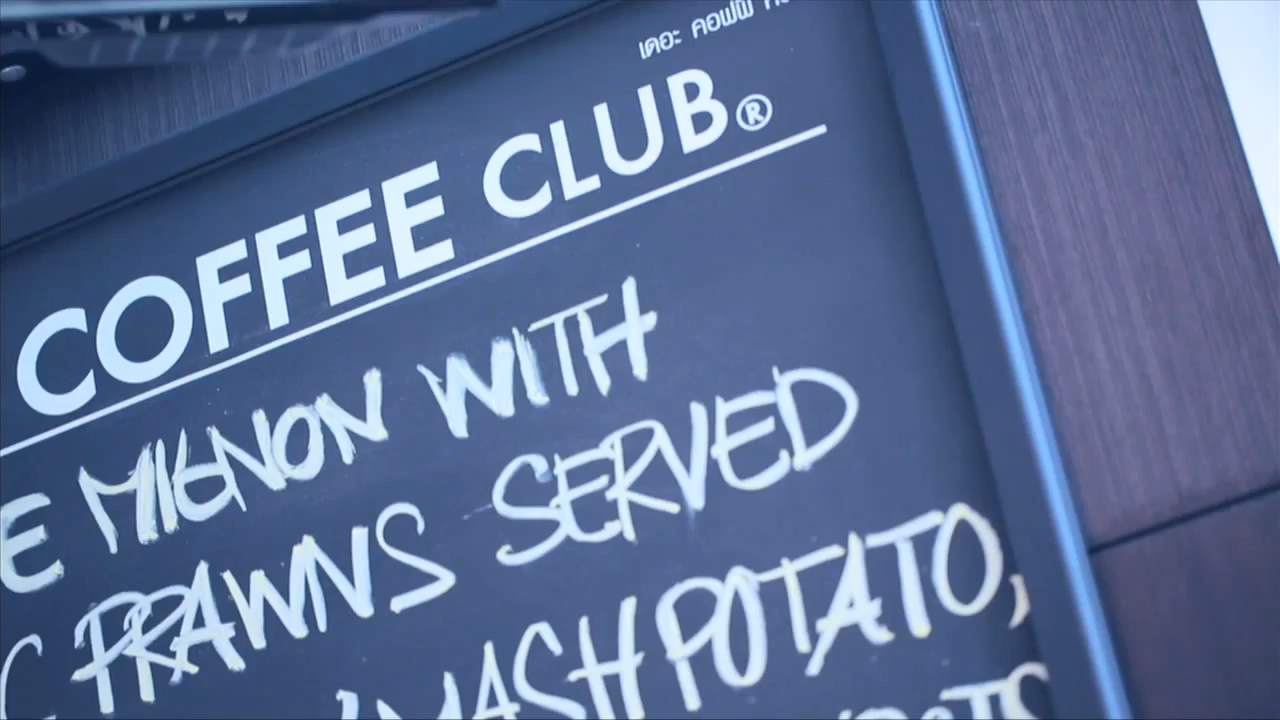 เดอะ คอฟฟี่
COFFEE CLUB®
E MIGNON WITH
C PRAWNS SERVED
MASH POTATO,